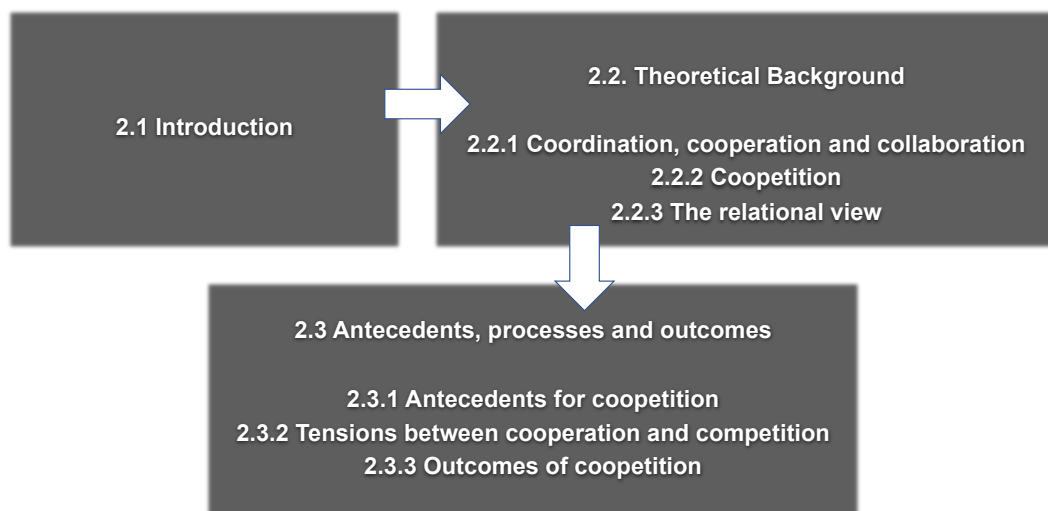 2.1 Introduction
2.2. Theoretical Background
2.2.1 Coordination, cooperation and collaboration
2.2.2 Coopetition
2.2.3 The relational view
2.3 Antecedents, processes and outcomes
2.3.1 Antecedents for coopetition
2.3.2 Tensions between cooperation and competition
2.3.3 Outcomes of coopetition